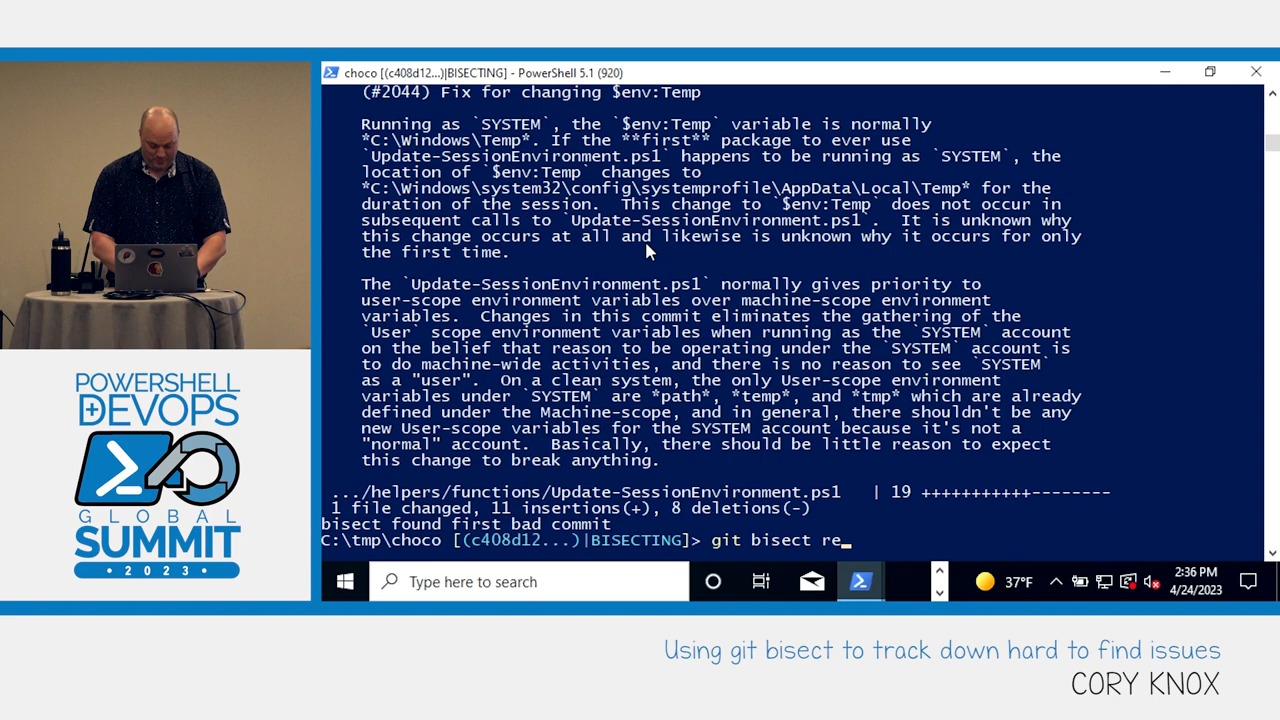 choco [(c408d12...)|BISECTING] - PowerShell 5.1 (920)
(#2044) Fix for changing $env:Temp
Running as `SYSTEM`, the `$env:Temp` variable is normally
*C:\Windows\Temp*. If the **first** package to ever use
`Update-SessionEnvironment.ps1` happens to be running as `SYSTEM`, the
location of `$env:Temp` changes to
*C:\Windows\system32\config\systemprofile\AppData\Local\Temp* for the
duration of the session.  This change to `$env:Temp` does not occur in
subsequent calls to `Update-SessionEnvironment.ps1`.  It is unknown why
this change occurs at all and likewise is unknown why it occurs for only
the first time.
The `Update-SessionEnvironment.ps1` normally gives priority to
user-scope environment variables over machine-scope environment
variables.  Changes in this commit eliminates the gathering of the
`User` scope environment variables when running as the `SYSTEM` account
on the belief that reason to be operating under the `SYSTEM` account is
to do machine-wide activities, and there is no reason to see `SYSTEM`
as a "user".  On a clean system, the only User-scope environment
variables under `SYSTEM` are *path*, *temp*, and *tmp* which are already
defined under the Machine-scope, and in general, there shouldn't be any
new User-scope variables for the SYSTEM account because it's not a
"normal" account.  Basically, there should be little reason to expect
this change to break anything.
.../helpers/functions/Update-SessionEnvironment.ps1   | 19 +++++++++++--------
1 file changed, 11 insertions(+), 8 deletions(-)
bisect found first bad commit
C:\tmp\choco [(c408d12...)|BISECTING]> git bisect re_
Type here to search
37°F
2:36 PM
4/24/2023
POWERSHELL
+DEVOPS
GLOBAL
SUMMIT
2023
Using git bisect to track down hard to find issues
CORY KNOX